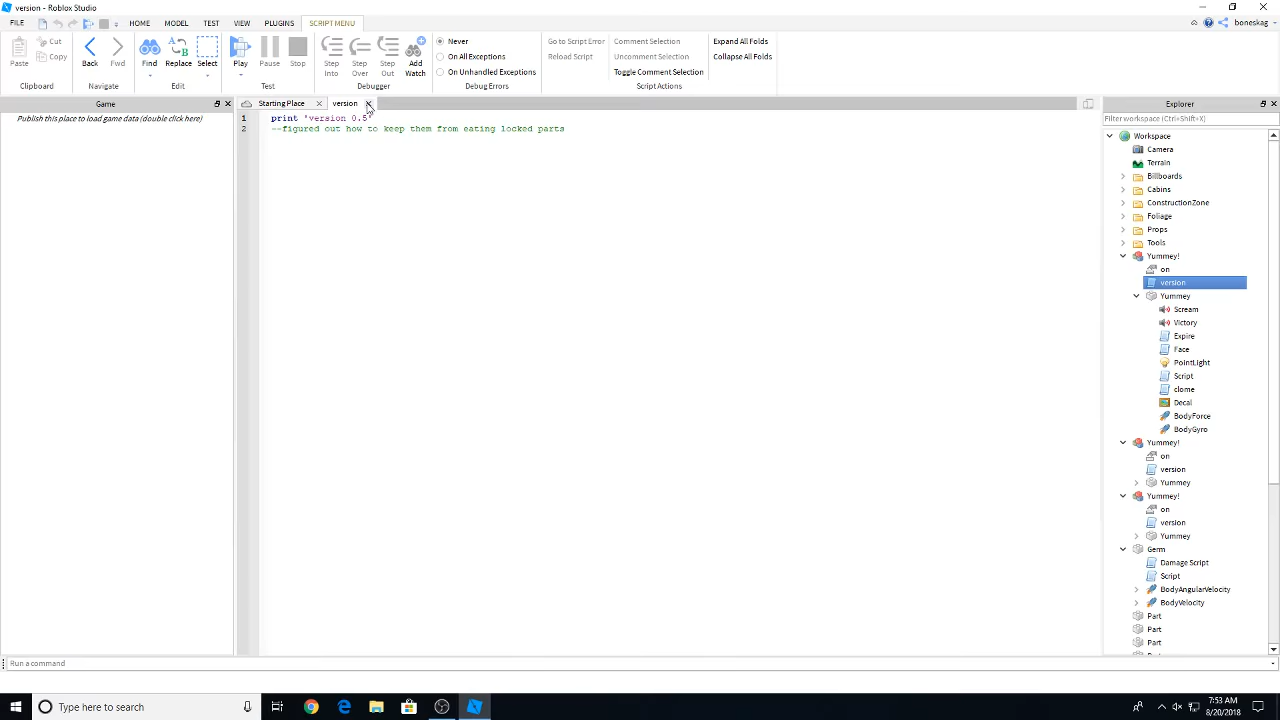 version - Roblox Studio
FILE HOME MODEL TEST VIEW PLUGINS SCRIPT MENU boneskag
Paste Cut Copy Clipboard
Back Fwd Navigate
Find Replace Select Edit
Play Pause Stop Test
Step Into Step Over Step Out Add Watch Debugger
Never
On All Exceptions
On Unhandled Exceptions
Debug Errors
Go to Script Error
Reload Script
Comment Selection
Uncomment Selection
Toggle Comment Selection
Expand All Folds
Collapse All Folds
Script Actions
Game
Publish this place to load game data (double click here)
Starting Place version
1 print 'version 0.5'
2 --figured out how to keep them from eating locked parts
Explorer
Filter workspace (Ctrl+Shift+X)
Workspace
Camera
Terrain
Billboards
Cabins
ConstructionZone
Foliage
Props
Tools
Yummey!
on
version
Yummey
Scream
Victory
Expire
Face
PointLight
Script
clome
Decal
BodyForce
BodyGyro
Yummey!
on
version
Yummey
Yummey!
on
version
Yummey
Germ
Damage Script
Script
BodyAngularVelocity
BodyVelocity
Part
Part
Part
Run a command
Type here to search
7:53 AM
8/20/2018